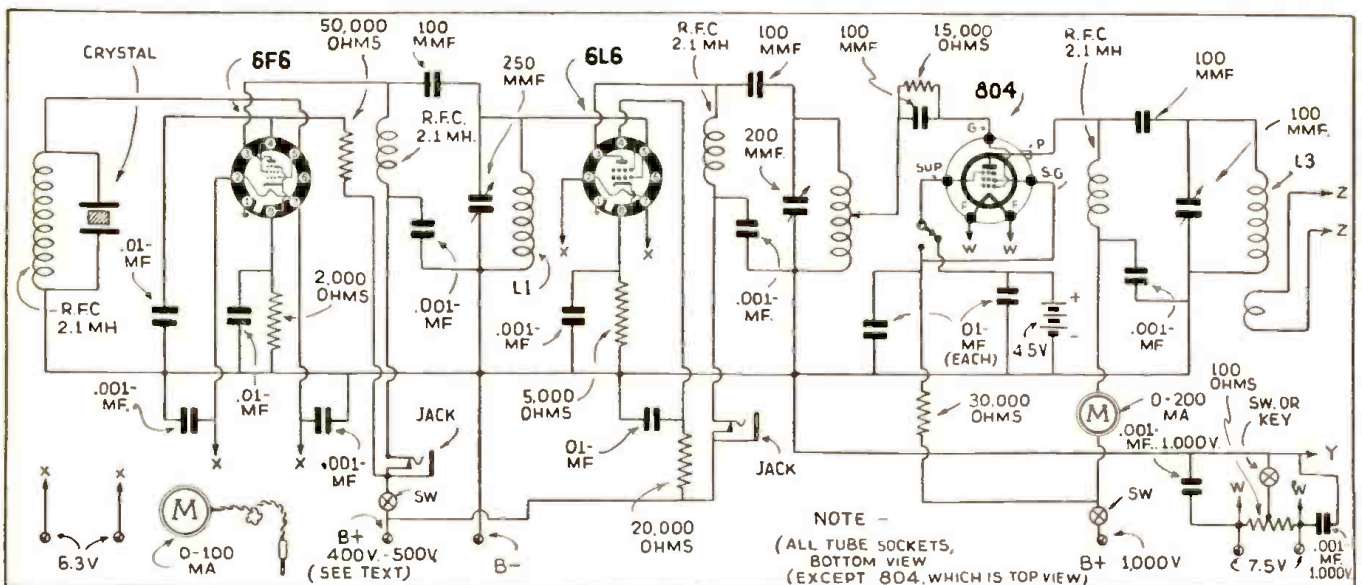 CRYSTAL
6F6
50,000
OHMS
100
MMF
250
MMF.
6L6
R.F.C
2.1 MH
100
MMF.
100
MMF.
15,000
OHMS
804
R.F.C
2.1 MH.
100
MMF
100
MMF.
L3
Z
Z
R.F.C.
2.1 MH.
200
MMF.
G.
P.
SUP
S.G.
F
F
W
W
X
X
.01-
MF.
R.F.C
2.1 MH
2,000
OHMS
.001-
MF
L1
.001-
MF
.001-
MF.
.01
MF
(EACH)
+
-
4.5V
.001-
MF
.001-
MF.
.01-
MF
5,000
OHMS
30,000
OHMS
0-200
MA
M
100
OHMS
SW. OR
KEY
X
X
.001-
MF
JACK
.01-
MF
JACK
.001-
MF. 1,000V.
Y
X
X
6.3V
M
0-100
MA
SW
B+
400V.-500V.
(SEE TEXT)
B-
20,000
OHMS
NOTE -
(ALL TUBE SOCKETS,
BOTTOM VIEW
(EXCEPT 804, WHICH IS TOP VIEW)
SW
B+ 1,000V
W
W
7.5V
.001
MF.
1,000V